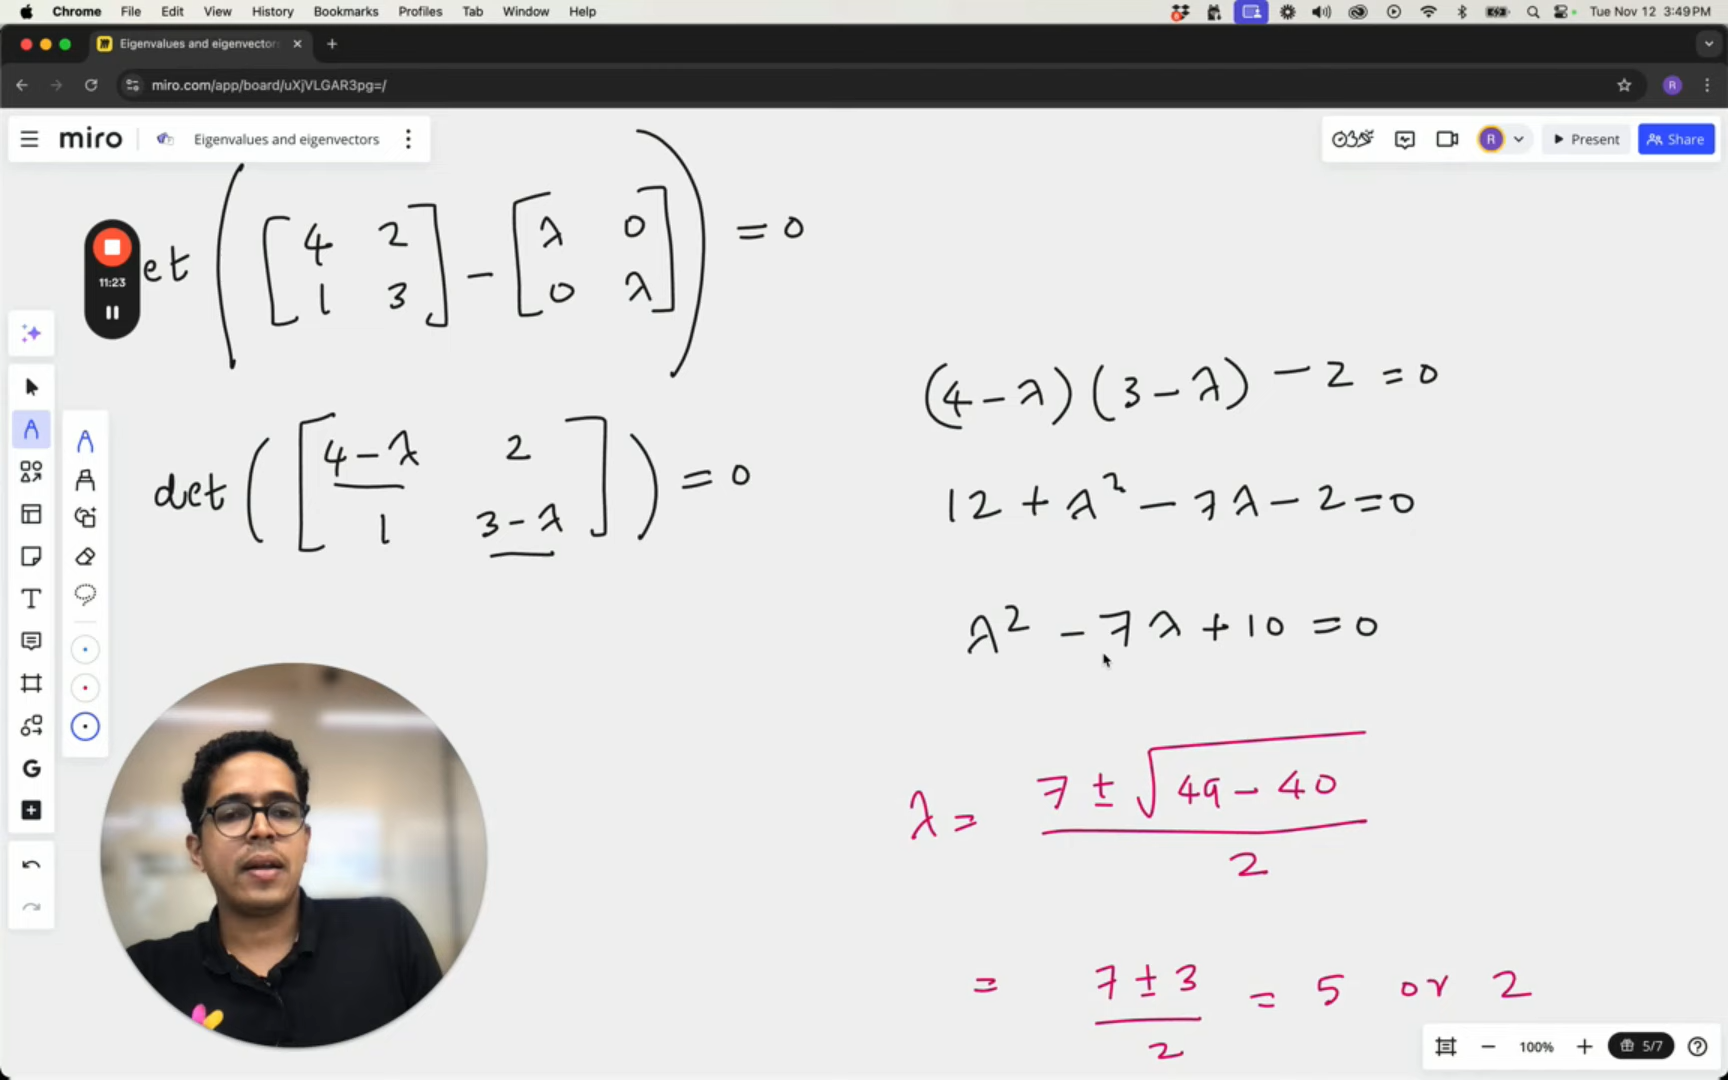 Chrome File Edit View History Bookmarks Profiles Tab Window Help Tue Nov 12 3:49 PM
Eigenvalues and eigenvector
miro.com/app/board/uXjVLGAR3pg=/ R
miro Eigenvalues and eigenvectors R Present Share
11:23
et ( [ 4 2 ] − [ λ 0 ] ) = 0
[ 1 3 ] [ 0 λ ]
det ( [ 4−λ 2 ] ) = 0
[ 1 3−λ ]
(4−λ)(3−λ) − 2 = 0
12 + λ² − 7λ − 2 = 0
λ² − 7λ + 10 = 0
λ = 7 ± √49 − 40
2
= 7 ± 3 = 5 or 2
2
100% 5/7